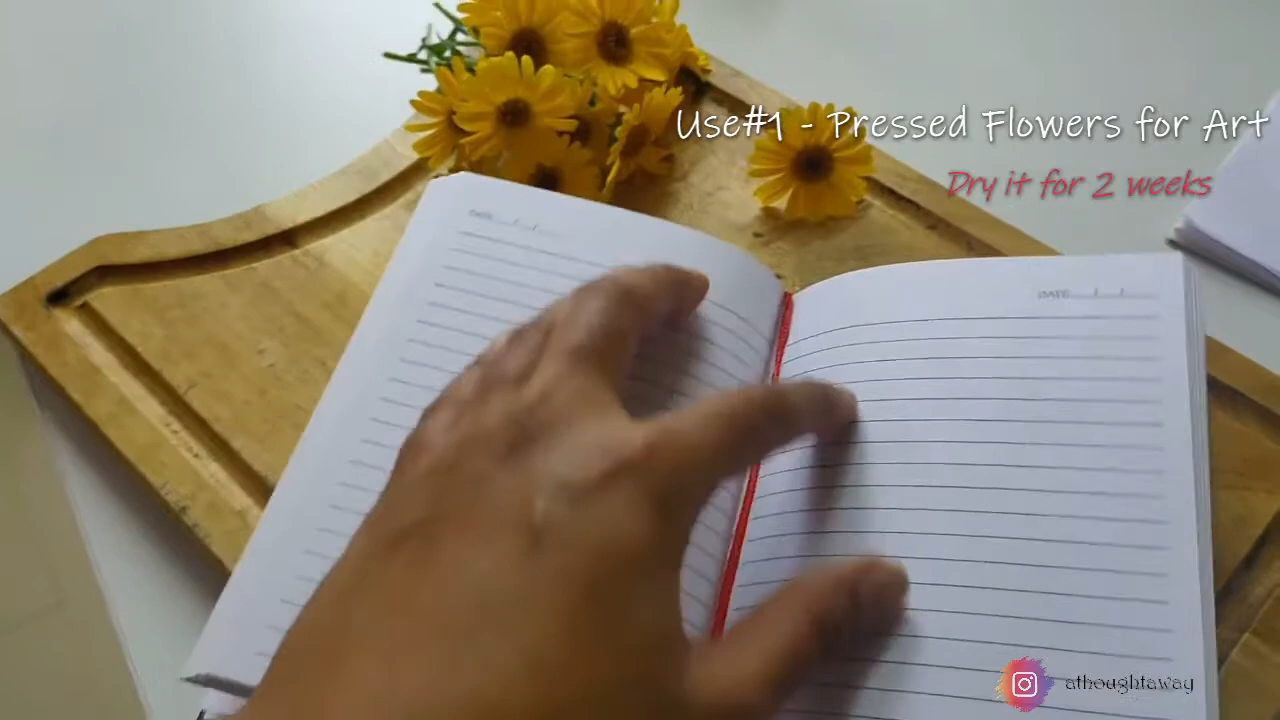 Use#1 - Pressed Flowers for Art
Dry it for 2 weeks
DATE
DATE
athoughtaway